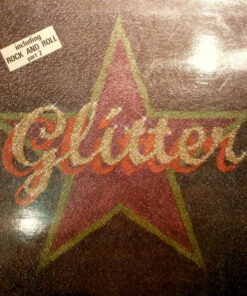 including
ROCK AND ROLL
part 2
Glitter